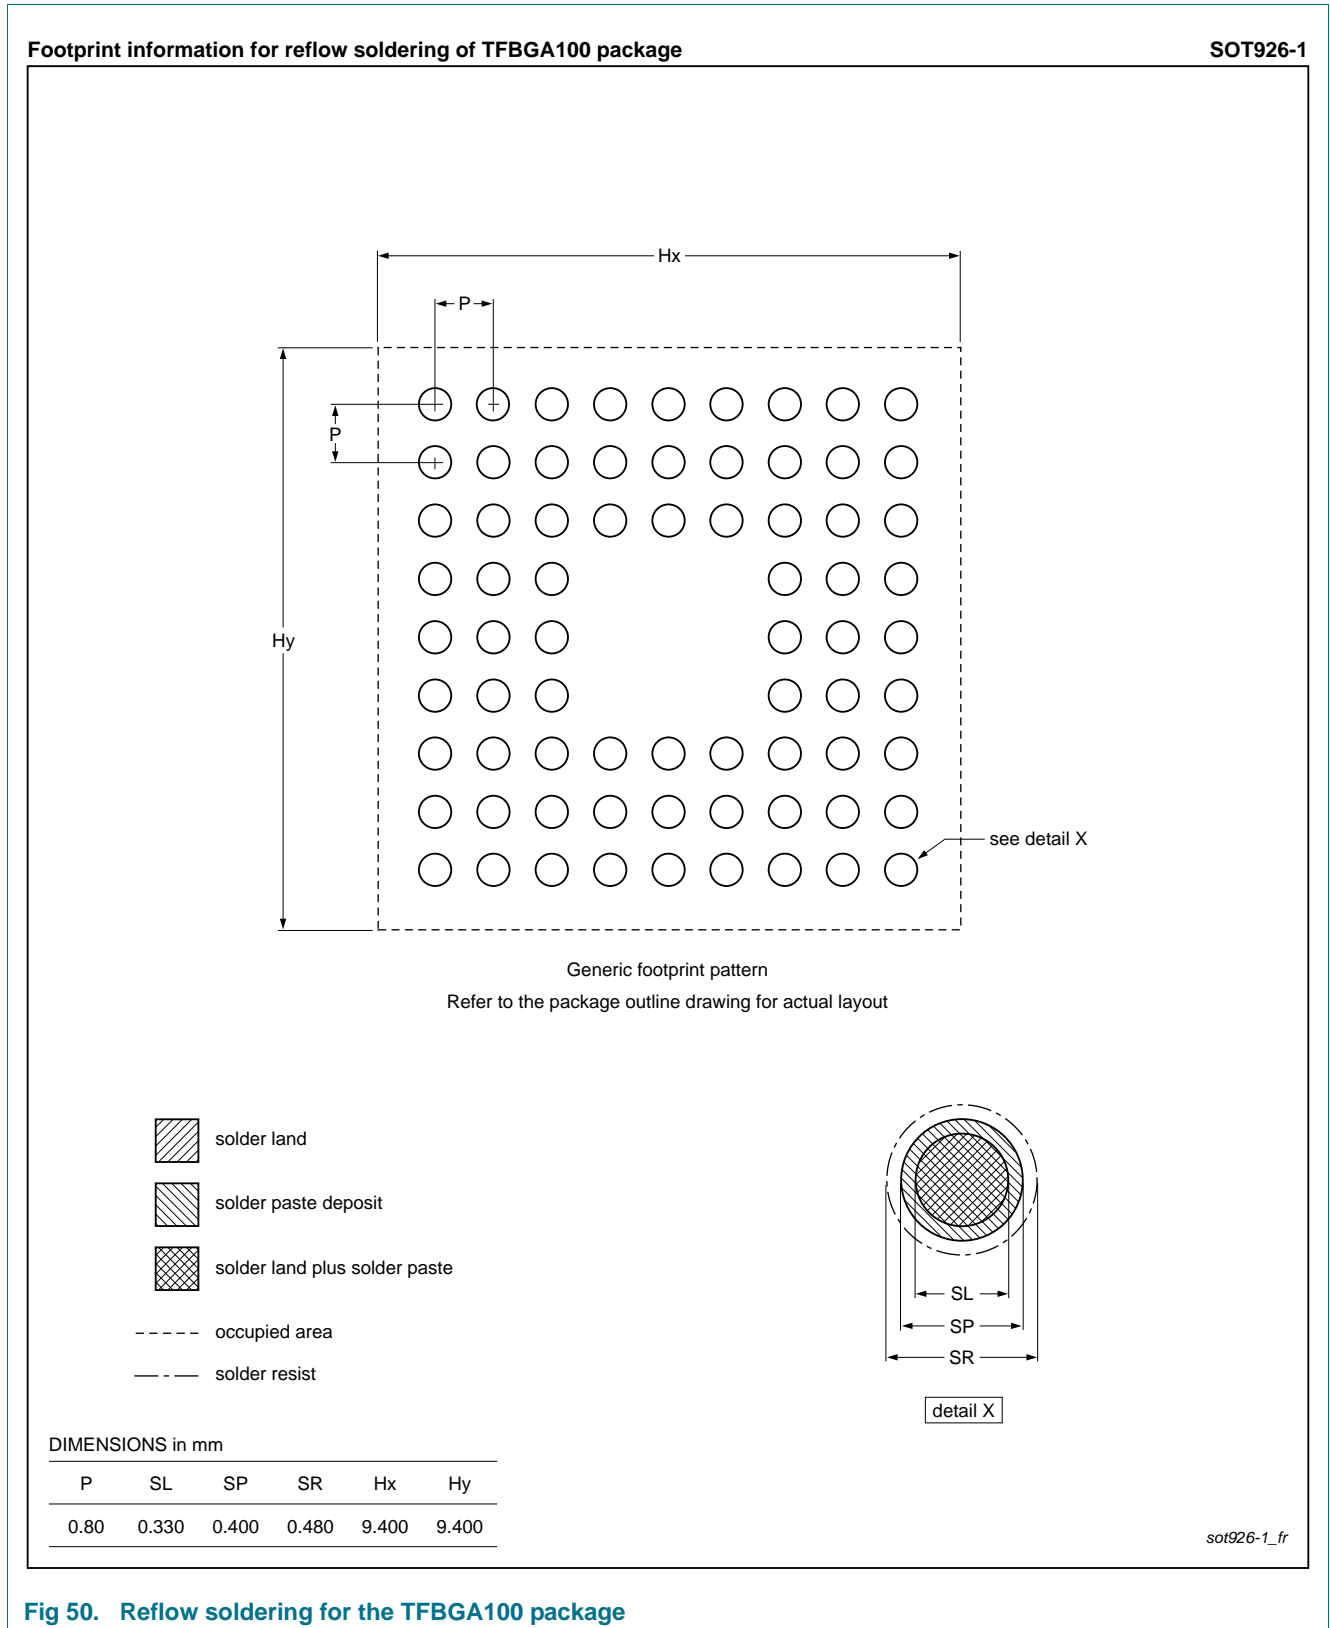 Footprint information for reflow soldering of TFBGA100 package SOT926-1
Hx
P
P
Hy
see detail X
Generic footprint pattern
Refer to the package outline drawing for actual layout
solder land
solder paste deposit
solder land plus solder paste
occupied area
solder resist
SL
SP
SR
detail X
DIMENSIONS in mm
P SL SP SR Hx Hy
0.80 0.330 0.400 0.480 9.400 9.400
sot926-1_fr
Fig 50. Reflow soldering for the TFBGA100 package